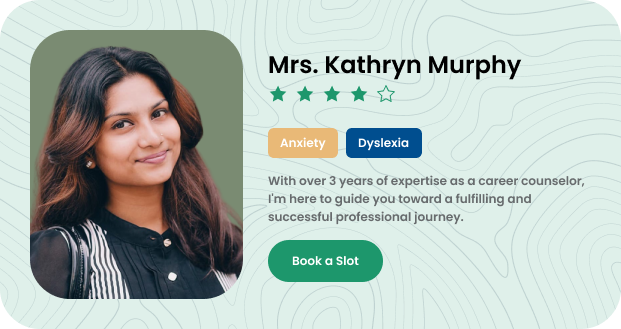 Mrs. Kathryn Murphy
Anxiety
Dyslexia
With over 3 years of expertise as a career counselor,
I'm here to guide you toward a fulfilling and
successful professional journey.
Book a Slot